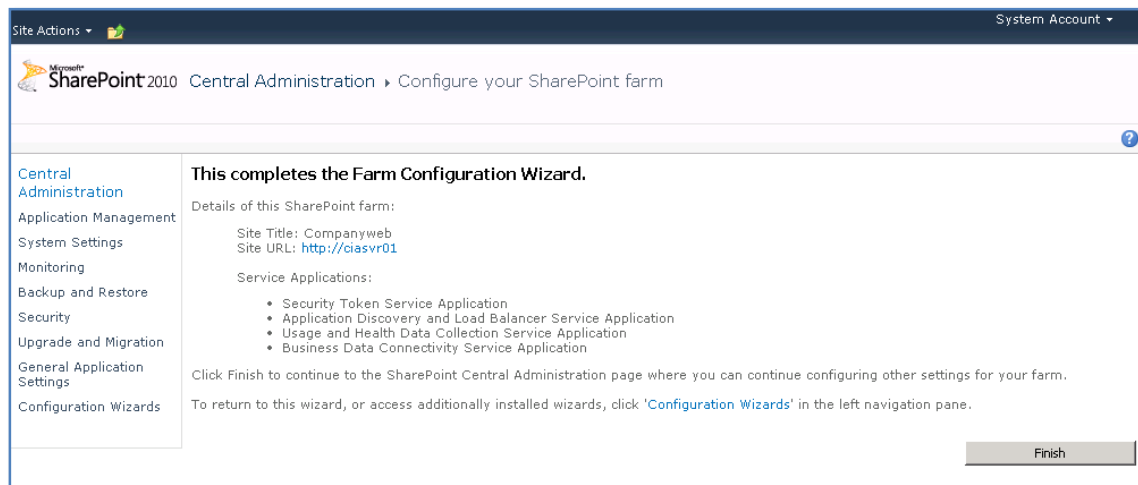 System Account
Site Actions
Microsoft
SharePoint 2010 Central Administration Configure your SharePoint farm
Central
Administration
Application Management
System Settings
Monitoring
Backup and Restore
Security
Upgrade and Migration
General Application
Settings
Configuration Wizards
This completes the Farm Configuration Wizard.
Details of this SharePoint farm:
Site Title: Companyweb
Site URL: http://ciasvr01
Service Applications:
• Security Token Service Application
• Application Discovery and Load Balancer Service Application
• Usage and Health Data Collection Service Application
• Business Data Connectivity Service Application
Click Finish to continue to the SharePoint Central Administration page where you can continue configuring other settings for your farm.
To return to this wizard, or access additionally installed wizards, click 'Configuration Wizards' in the left navigation pane.
Finish